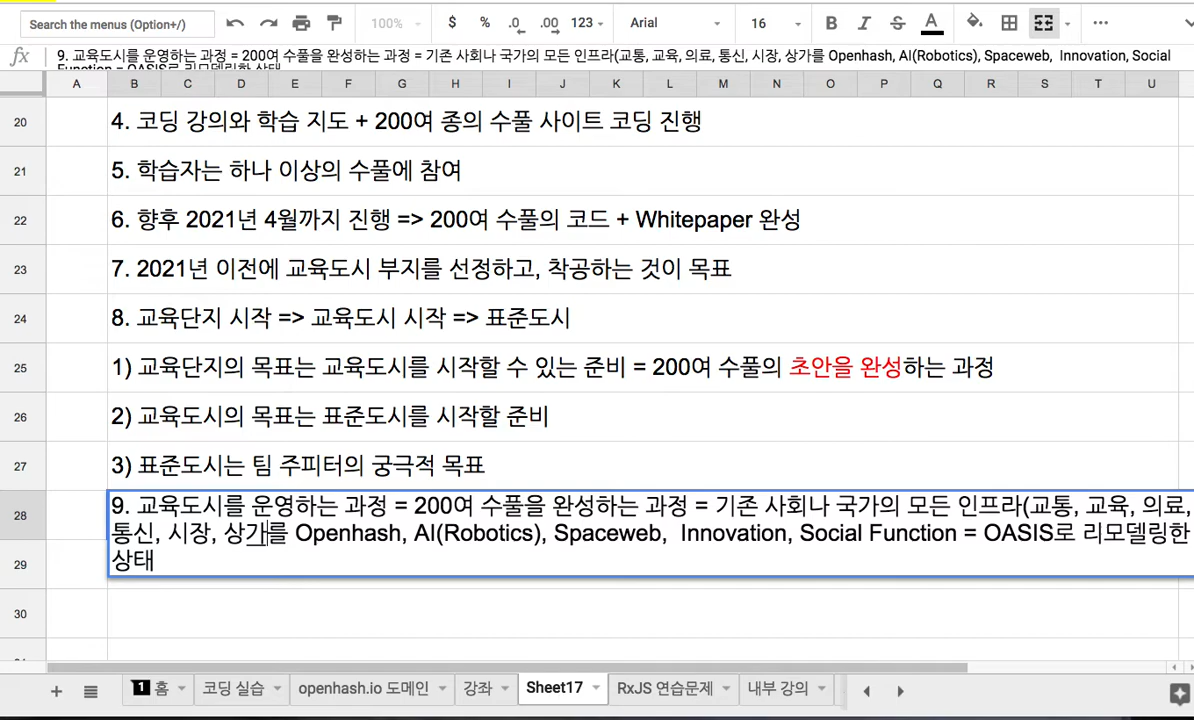 Search the menus (Option+/)
100% $ % .0 .00 123 Arial 16 B I S A
fx 9. 교육도시를 운영하는 과정 = 200여 수풀을 완성하는 과정 = 기존 사회나 국가의 모든 인프라(교통, 교육, 의료, 통신, 시장, 상가를 Openhash, AI(Robotics), Spaceweb, Innovation, Social
Function = OASIS로 리모델링한 상태
A B C D E F G H I J K L M N O P Q R S T U
20 4. 코딩 강의와 학습 지도 + 200여 종의 수풀 사이트 코딩 진행
21 5. 학습자는 하나 이상의 수풀에 참여
22 6. 향후 2021년 4월까지 진행 => 200여 수풀의 코드 + Whitepaper 완성
23 7. 2021년 이전에 교육도시 부지를 선정하고, 착공하는 것이 목표
24 8. 교육단지 시작 => 교육도시 시작 => 표준도시
25 1) 교육단지의 목표는 교육도시를 시작할 수 있는 준비 = 200여 수풀의 초안을 완성하는 과정
26 2) 교육도시의 목표는 표준도시를 시작할 준비
27 3) 표준도시는 팀 주피터의 궁극적 목표
28 9. 교육도시를 운영하는 과정 = 200여 수풀을 완성하는 과정 = 기존 사회나 국가의 모든 인프라(교통, 교육, 의료,
통신, 시장, 상가를 Openhash, AI(Robotics), Spaceweb, Innovation, Social Function = OASIS로 리모델링한
29 상태
30
1 홈 코딩 실습 openhash.io 도메인 강좌 Sheet17 RxJS 연습문제 내부 강의